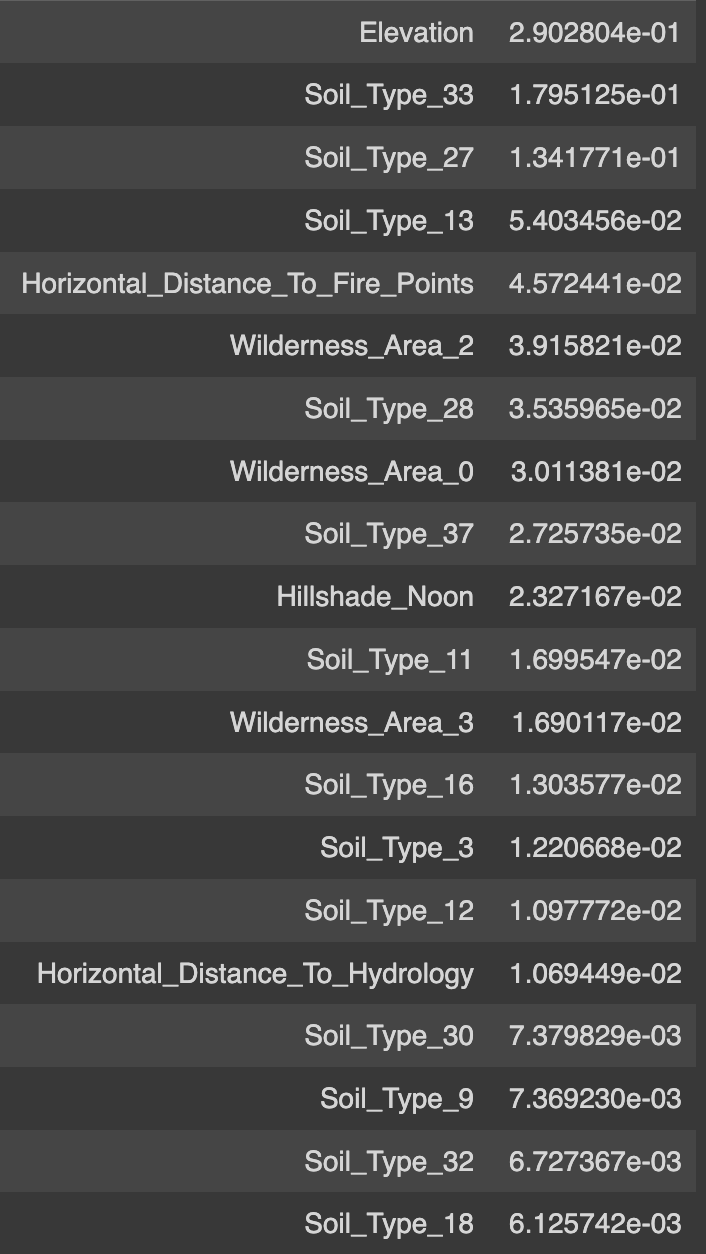 Elevation 2.902804e-01
Soil_Type_33 1.795125e-01
Soil_Type_27 1.341771e-01
Soil_Type_13 5.403456e-02
Horizontal_Distance_To_Fire_Points 4.572441e-02
Wilderness_Area_2 3.915821e-02
Soil_Type_28 3.535965e-02
Wilderness_Area_0 3.011381e-02
Soil_Type_37 2.725735e-02
Hillshade_Noon 2.327167e-02
Soil_Type_11 1.699547e-02
Wilderness_Area_3 1.690117e-02
Soil_Type_16 1.303577e-02
Soil_Type_3 1.220668e-02
Soil_Type_12 1.097772e-02
Horizontal_Distance_To_Hydrology 1.069449e-02
Soil_Type_30 7.379829e-03
Soil_Type_9 7.369230e-03
Soil_Type_32 6.727367e-03
Soil_Type_18 6.125742e-03